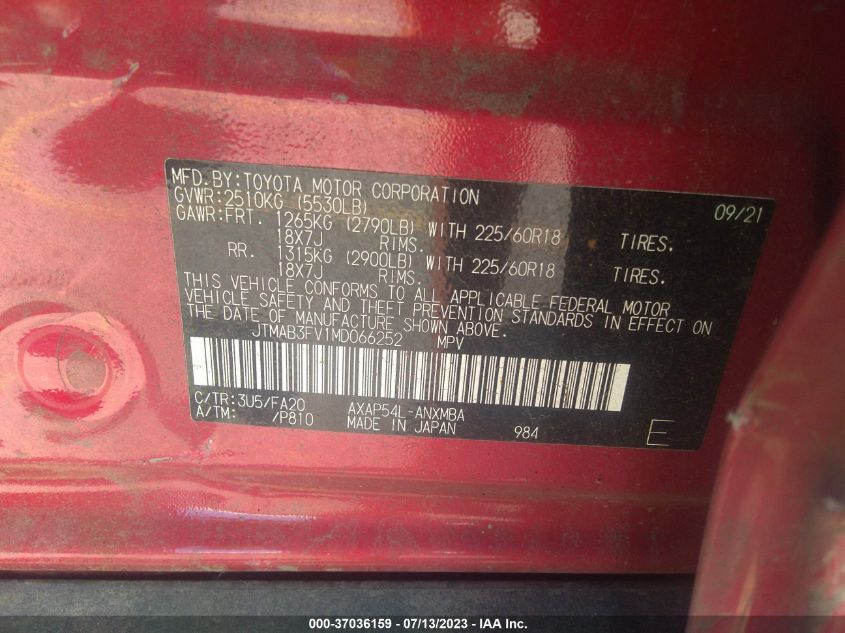 MFD.BY:TOYOTA MOTOR CORPORATION 09/21
GVWR:2510KG (5530LB)
GAWR:FRT. 1265KG (2790LB) WITH 225/60R18 TIRES.
18X7J RIMS.
RR. 1315KG (2900LB) WITH 225/60R18 TIRES.
18X7J RIMS.
THIS VEHICLE CONFORMS TO ALL APPLICABLE FEDERAL MOTOR
VEHICLE SAFETY AND THEFT PREVENTION STANDARDS IN EFFECT ON
THE DATE OF MANUFACTURE SHOWN ABOVE.
JTMAB3FV1MD066252 MPV
C/TR:3U5/FA20 AXAP54L-ANXMBA
A/TM: /P810 MADE IN JAPAN 984 E
000-37036159 - 07/13/2023 - IAA Inc.